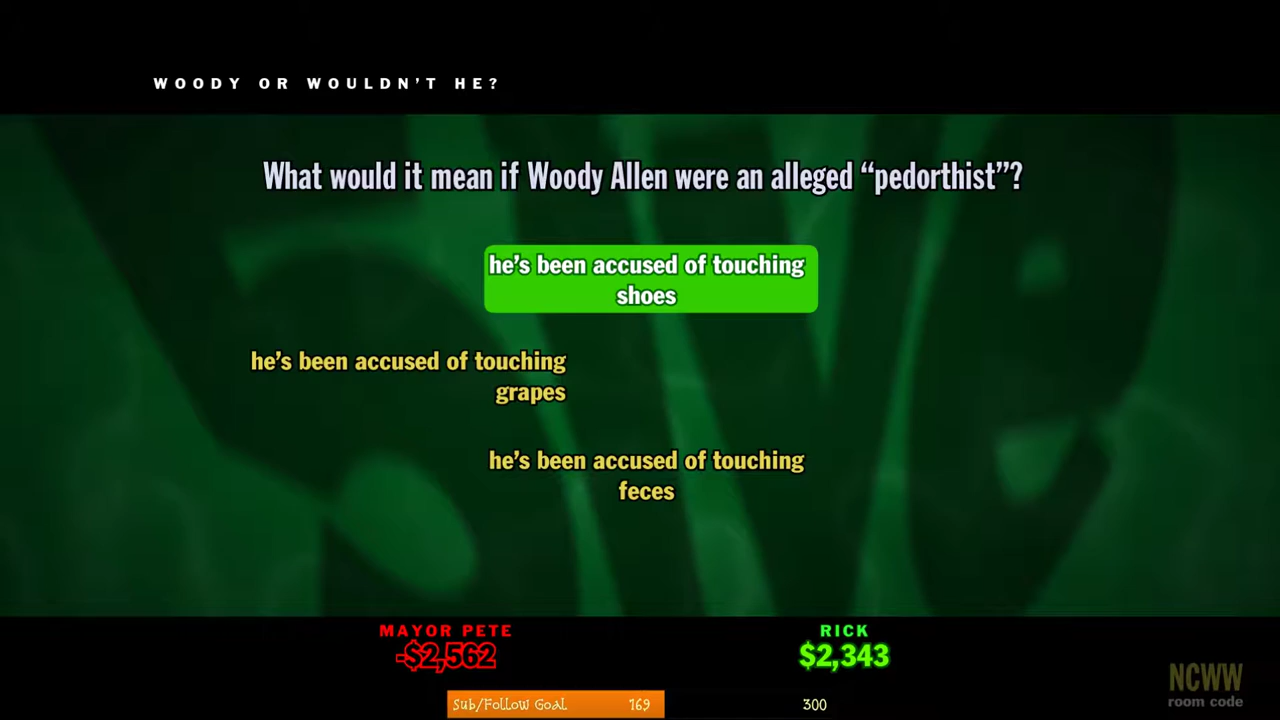 WOODY OR WOULDN'T HE?
What would it mean if Woody Allen were an alleged “pedorthist”?
he's been accused of touching
shoes
he's been accused of touching
grapes
he's been accused of touching
feces
MAYOR PETE
-$2,562
RICK
$2,343
NCWW
room code
Sub/Follow Goal 169 300